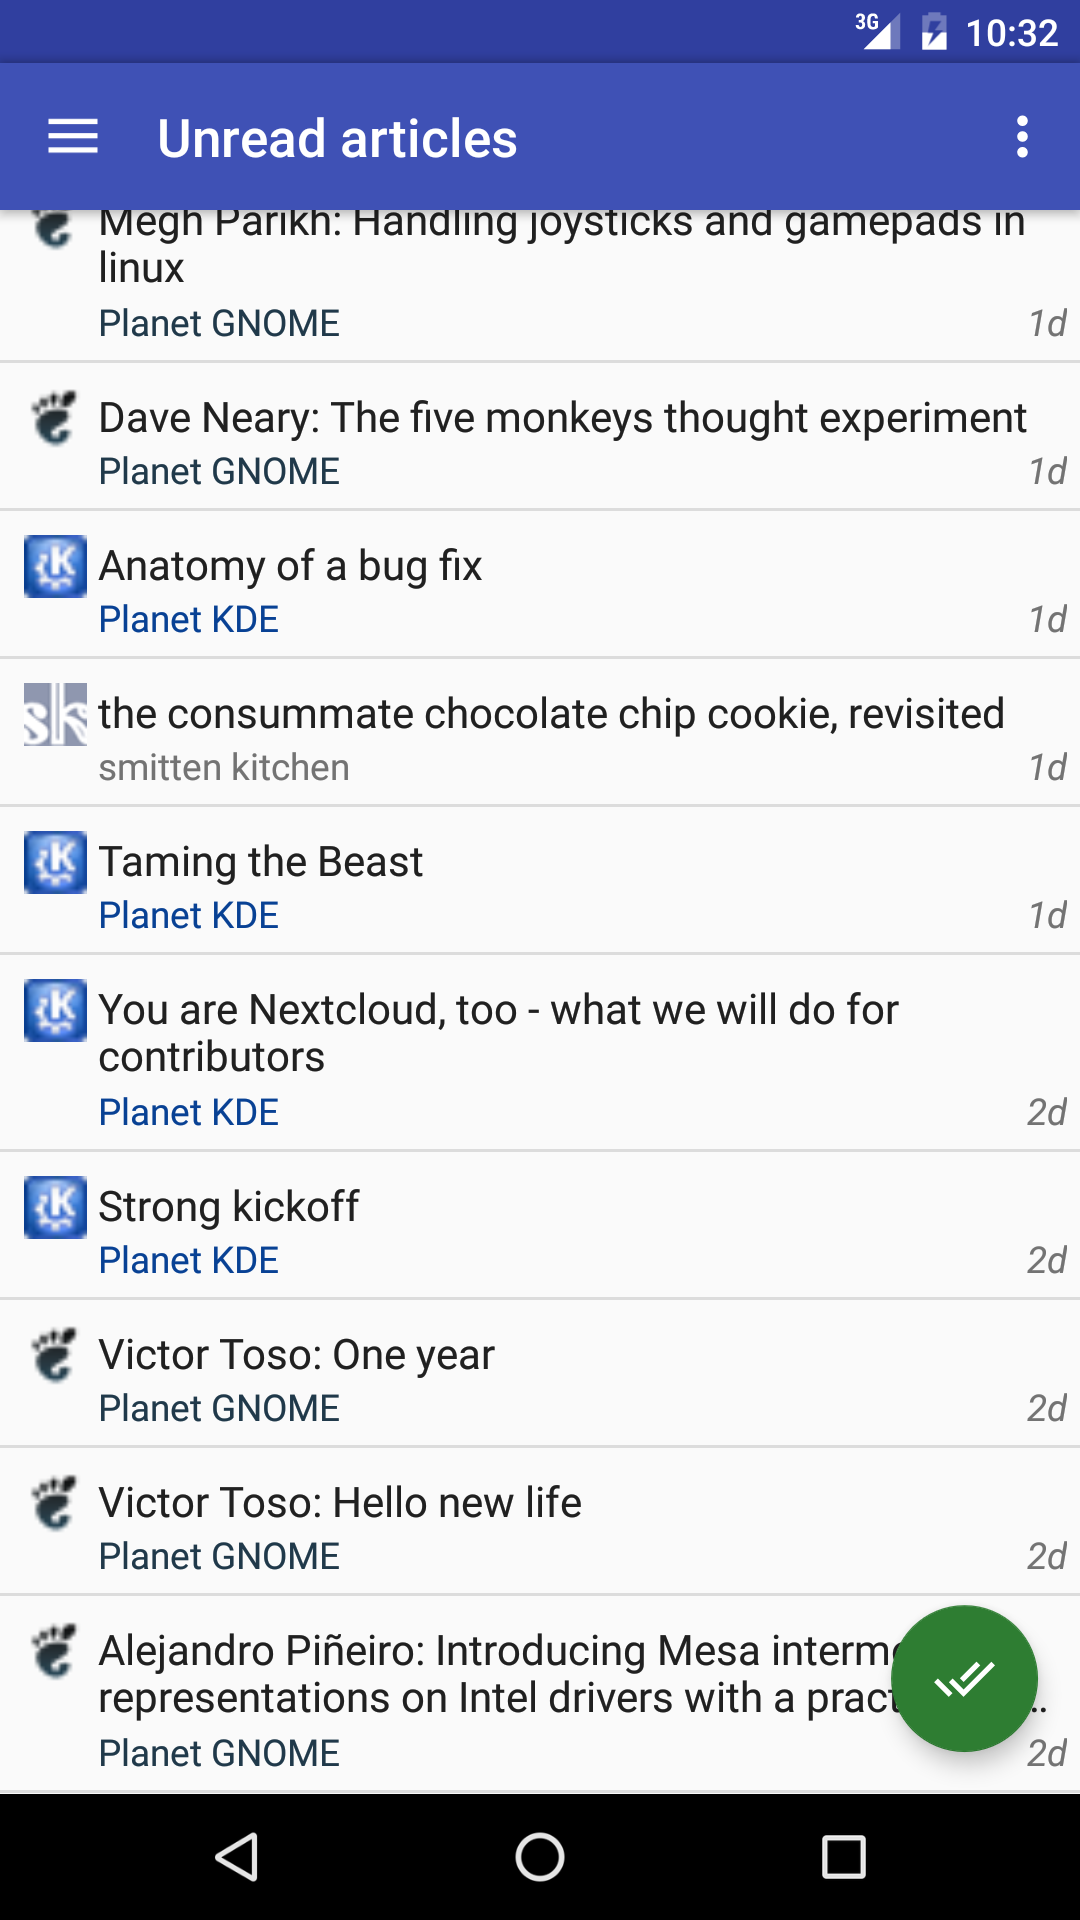 3G 10:32
Unread articles
Megh Parikh: Handling joysticks and gamepads in
linux
Planet GNOME 1d
Dave Neary: The five monkeys thought experiment
Planet GNOME 1d
Anatomy of a bug fix
Planet KDE 1d
sk the consummate chocolate chip cookie, revisited
smitten kitchen 1d
Taming the Beast
Planet KDE 1d
You are Nextcloud, too - what we will do for
contributors
Planet KDE 2d
Strong kickoff
Planet KDE 2d
Victor Toso: One year
Planet GNOME 2d
Victor Toso: Hello new life
Planet GNOME 2d
Alejandro Piñeiro: Introducing Mesa
representations on Intel drivers with a
Planet GNOME 2d